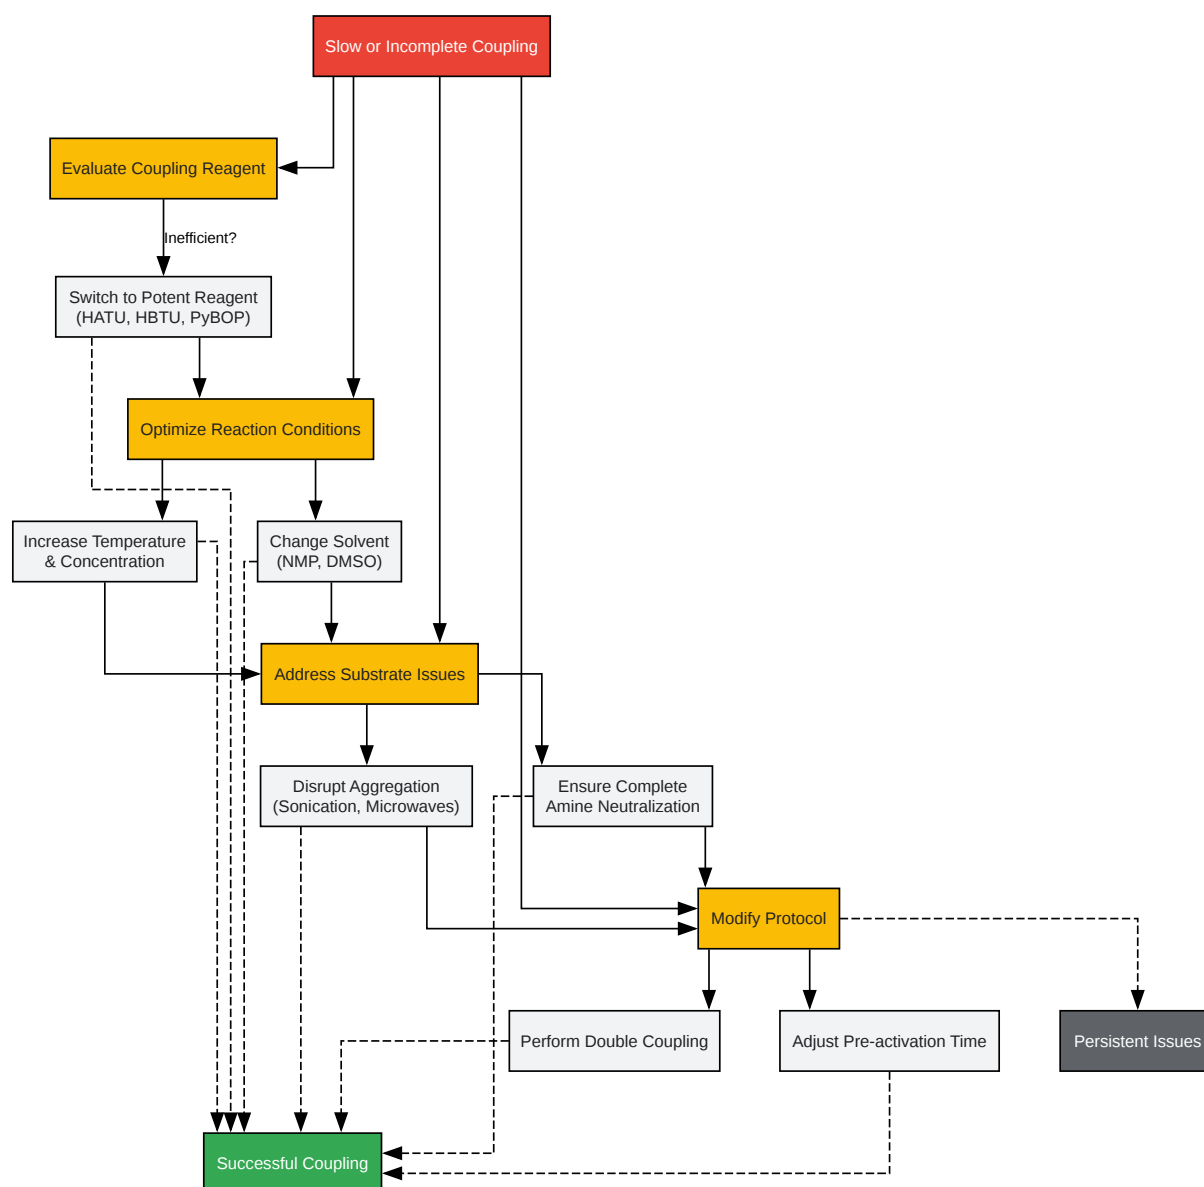 Slow or Incomplete Coupling
Evaluate Coupling Reagent
Inefficient?
Switch to Potent Reagent
(HATU, HBTU, PyBOP)
Optimize Reaction Conditions
Increase Temperature
& Concentration
Change Solvent
(NMP, DMSO)
Address Substrate Issues
Disrupt Aggregation
(Sonication, Microwaves)
Ensure Complete
Amine Neutralization
Modify Protocol
Perform Double Coupling
Adjust Pre-activation Time
Persistent Issues
Successful Coupling